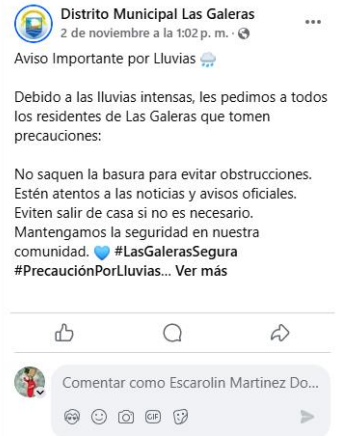 Distrito Municipal Las Galeras
2 de noviembre a la 1:02 p. m. ·
Aviso Importante por Lluvias 🌧️
Debido a las lluvias intensas, les pedimos a todos
los residentes de Las Galeras que tomen
precauciones:
No saquen la basura para evitar obstrucciones.
Estén atentos a las noticias y avisos oficiales.
Eviten salir de casa si no es necesario.
Mantengamos la seguridad en nuestra
comunidad. 💙 #LasGalerasSegura
#PrecauciónPorLluvias... Ver más
Comentar como Escarolin Martinez Do...
GIF